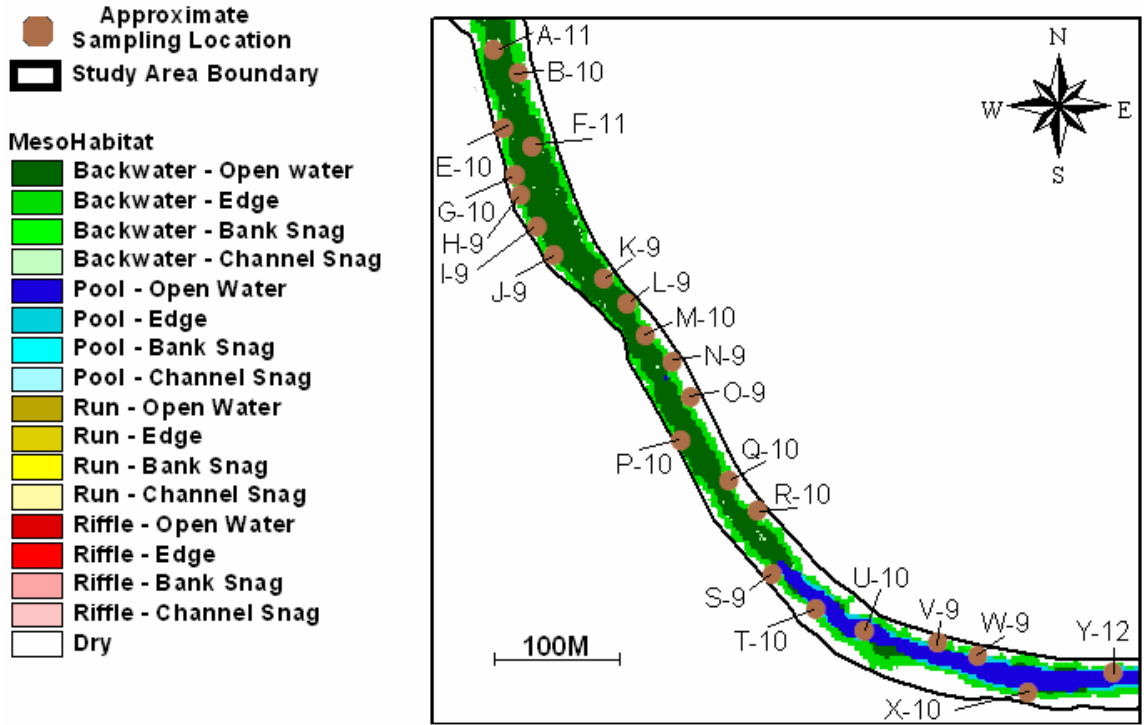 Approximate
Sampling Location
Study Area Boundary
MesoHabitat
Backwater - Open water
Backwater - Edge
Backwater - Bank Snag
Backwater - Channel Snag
Pool - Open Water
Pool - Edge
Pool - Bank Snag
Pool - Channel Snag
Run - Open Water
Run - Edge
Run - Bank Snag
Run - Channel Snag
Riffle - Open Water
Riffle - Edge
Riffle - Bank Snag
Riffle - Channel Snag
Dry
A-11
B-10
F-11
E-10
G-10
H-9
I-9
J-9
K-9
L-9
M-10
N-9
O-9
P-10
Q-10
R-10
S-9
T-10
U-10
V-9
W-9
Y-12
X-10
100M
N
W
E
S